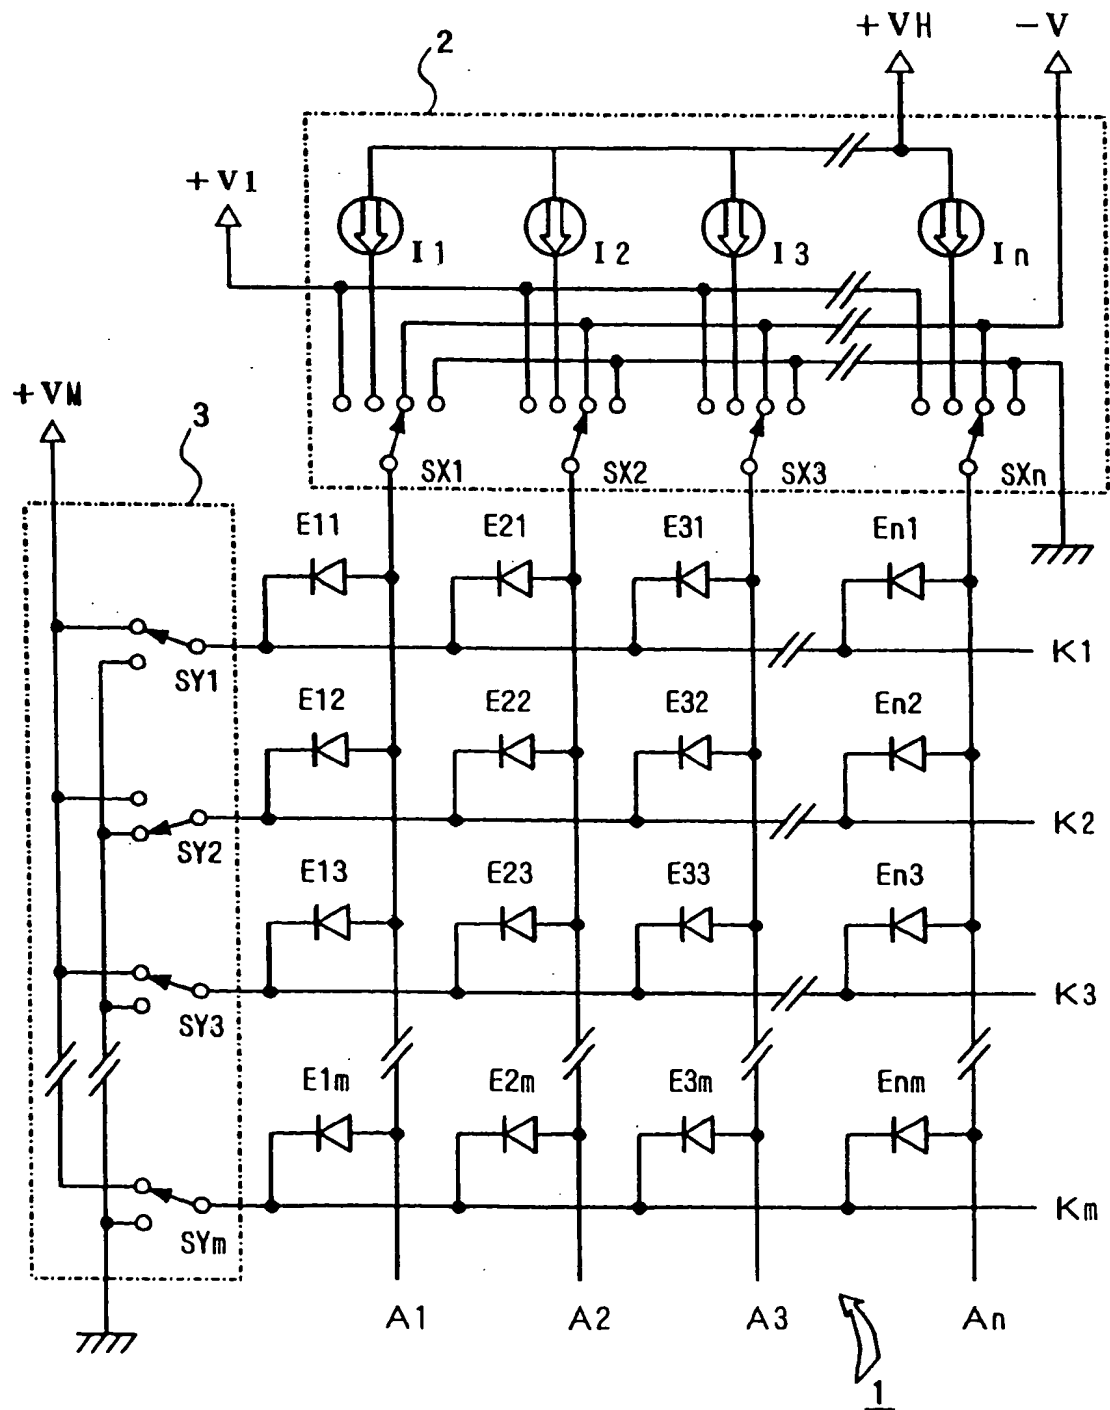 +VH -V
2
+V1
I1 I2 I3 In
+VM
3
SX1 SX2 SX3 SXn
E11 E21 E31 En1
SY1 K1
E12 E22 E32 En2
SY2 K2
E13 E23 E33 En3
SY3 K3
E1m E2m E3m Enm
SYm Km
A1 A2 A3 An
1